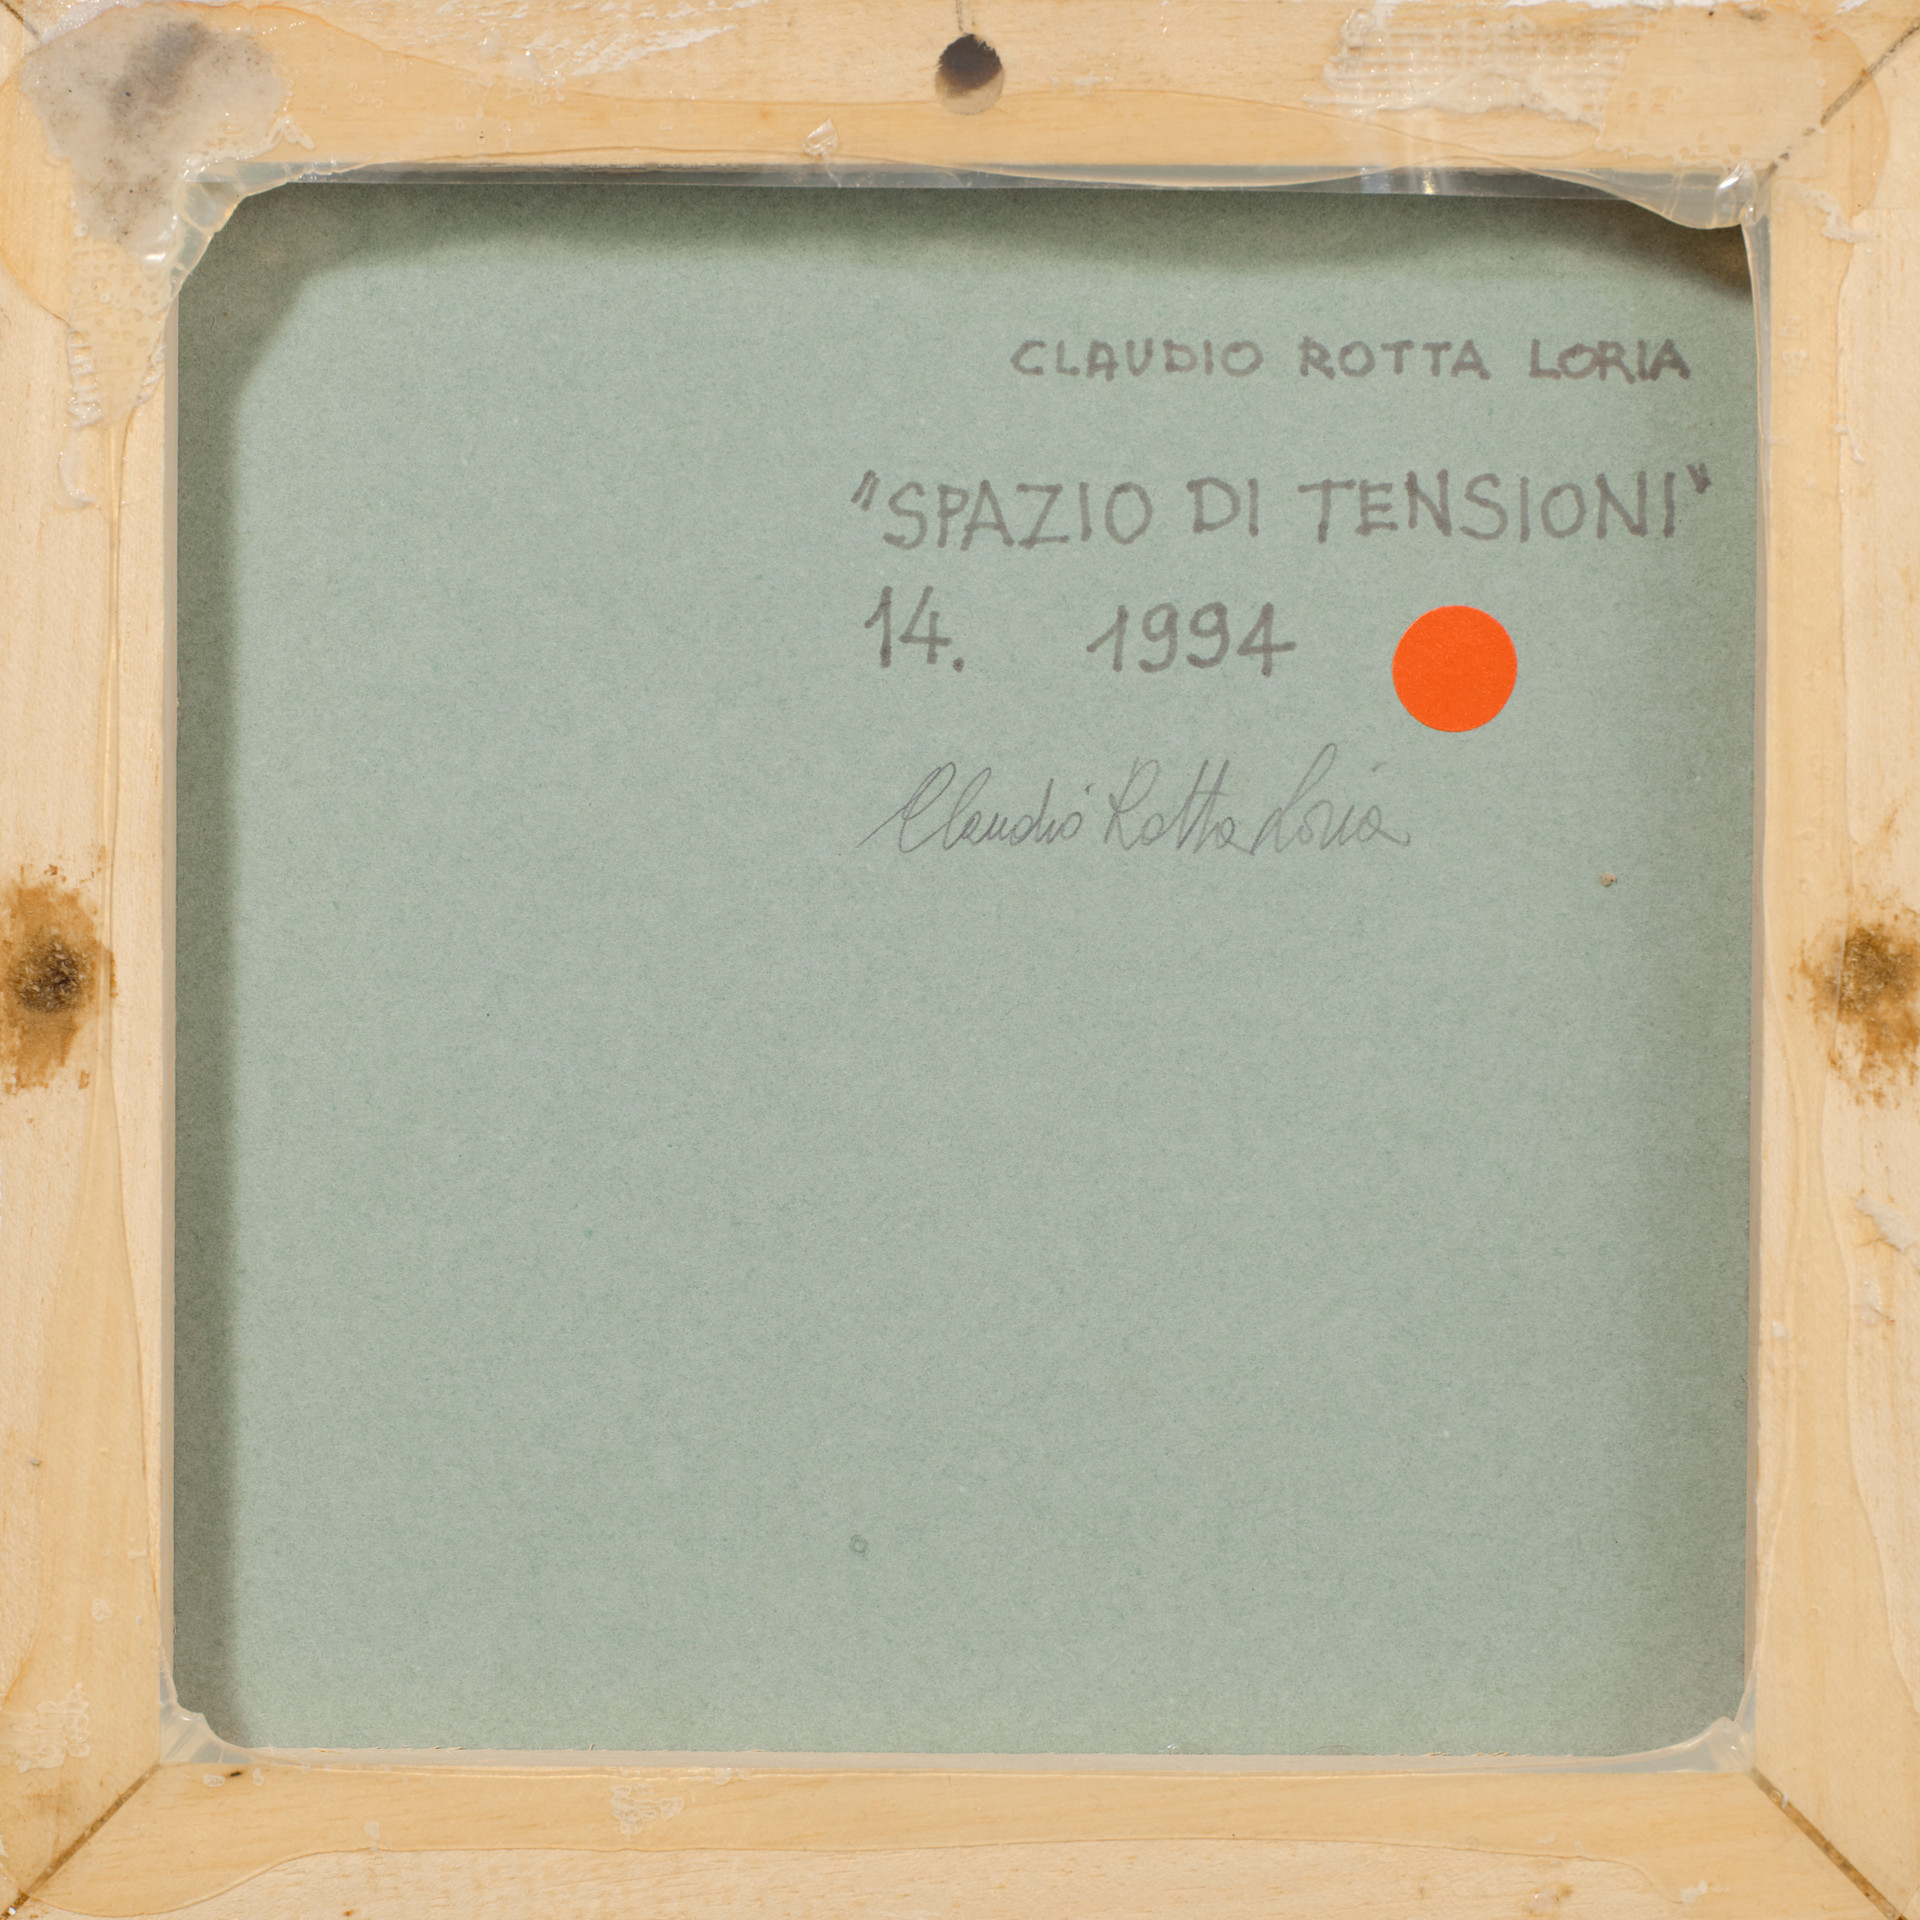 CLAUDIO ROTTA LORIA
"SPAZIO DI TENSIONI"
14. 1994
Claudio Rotta Loria